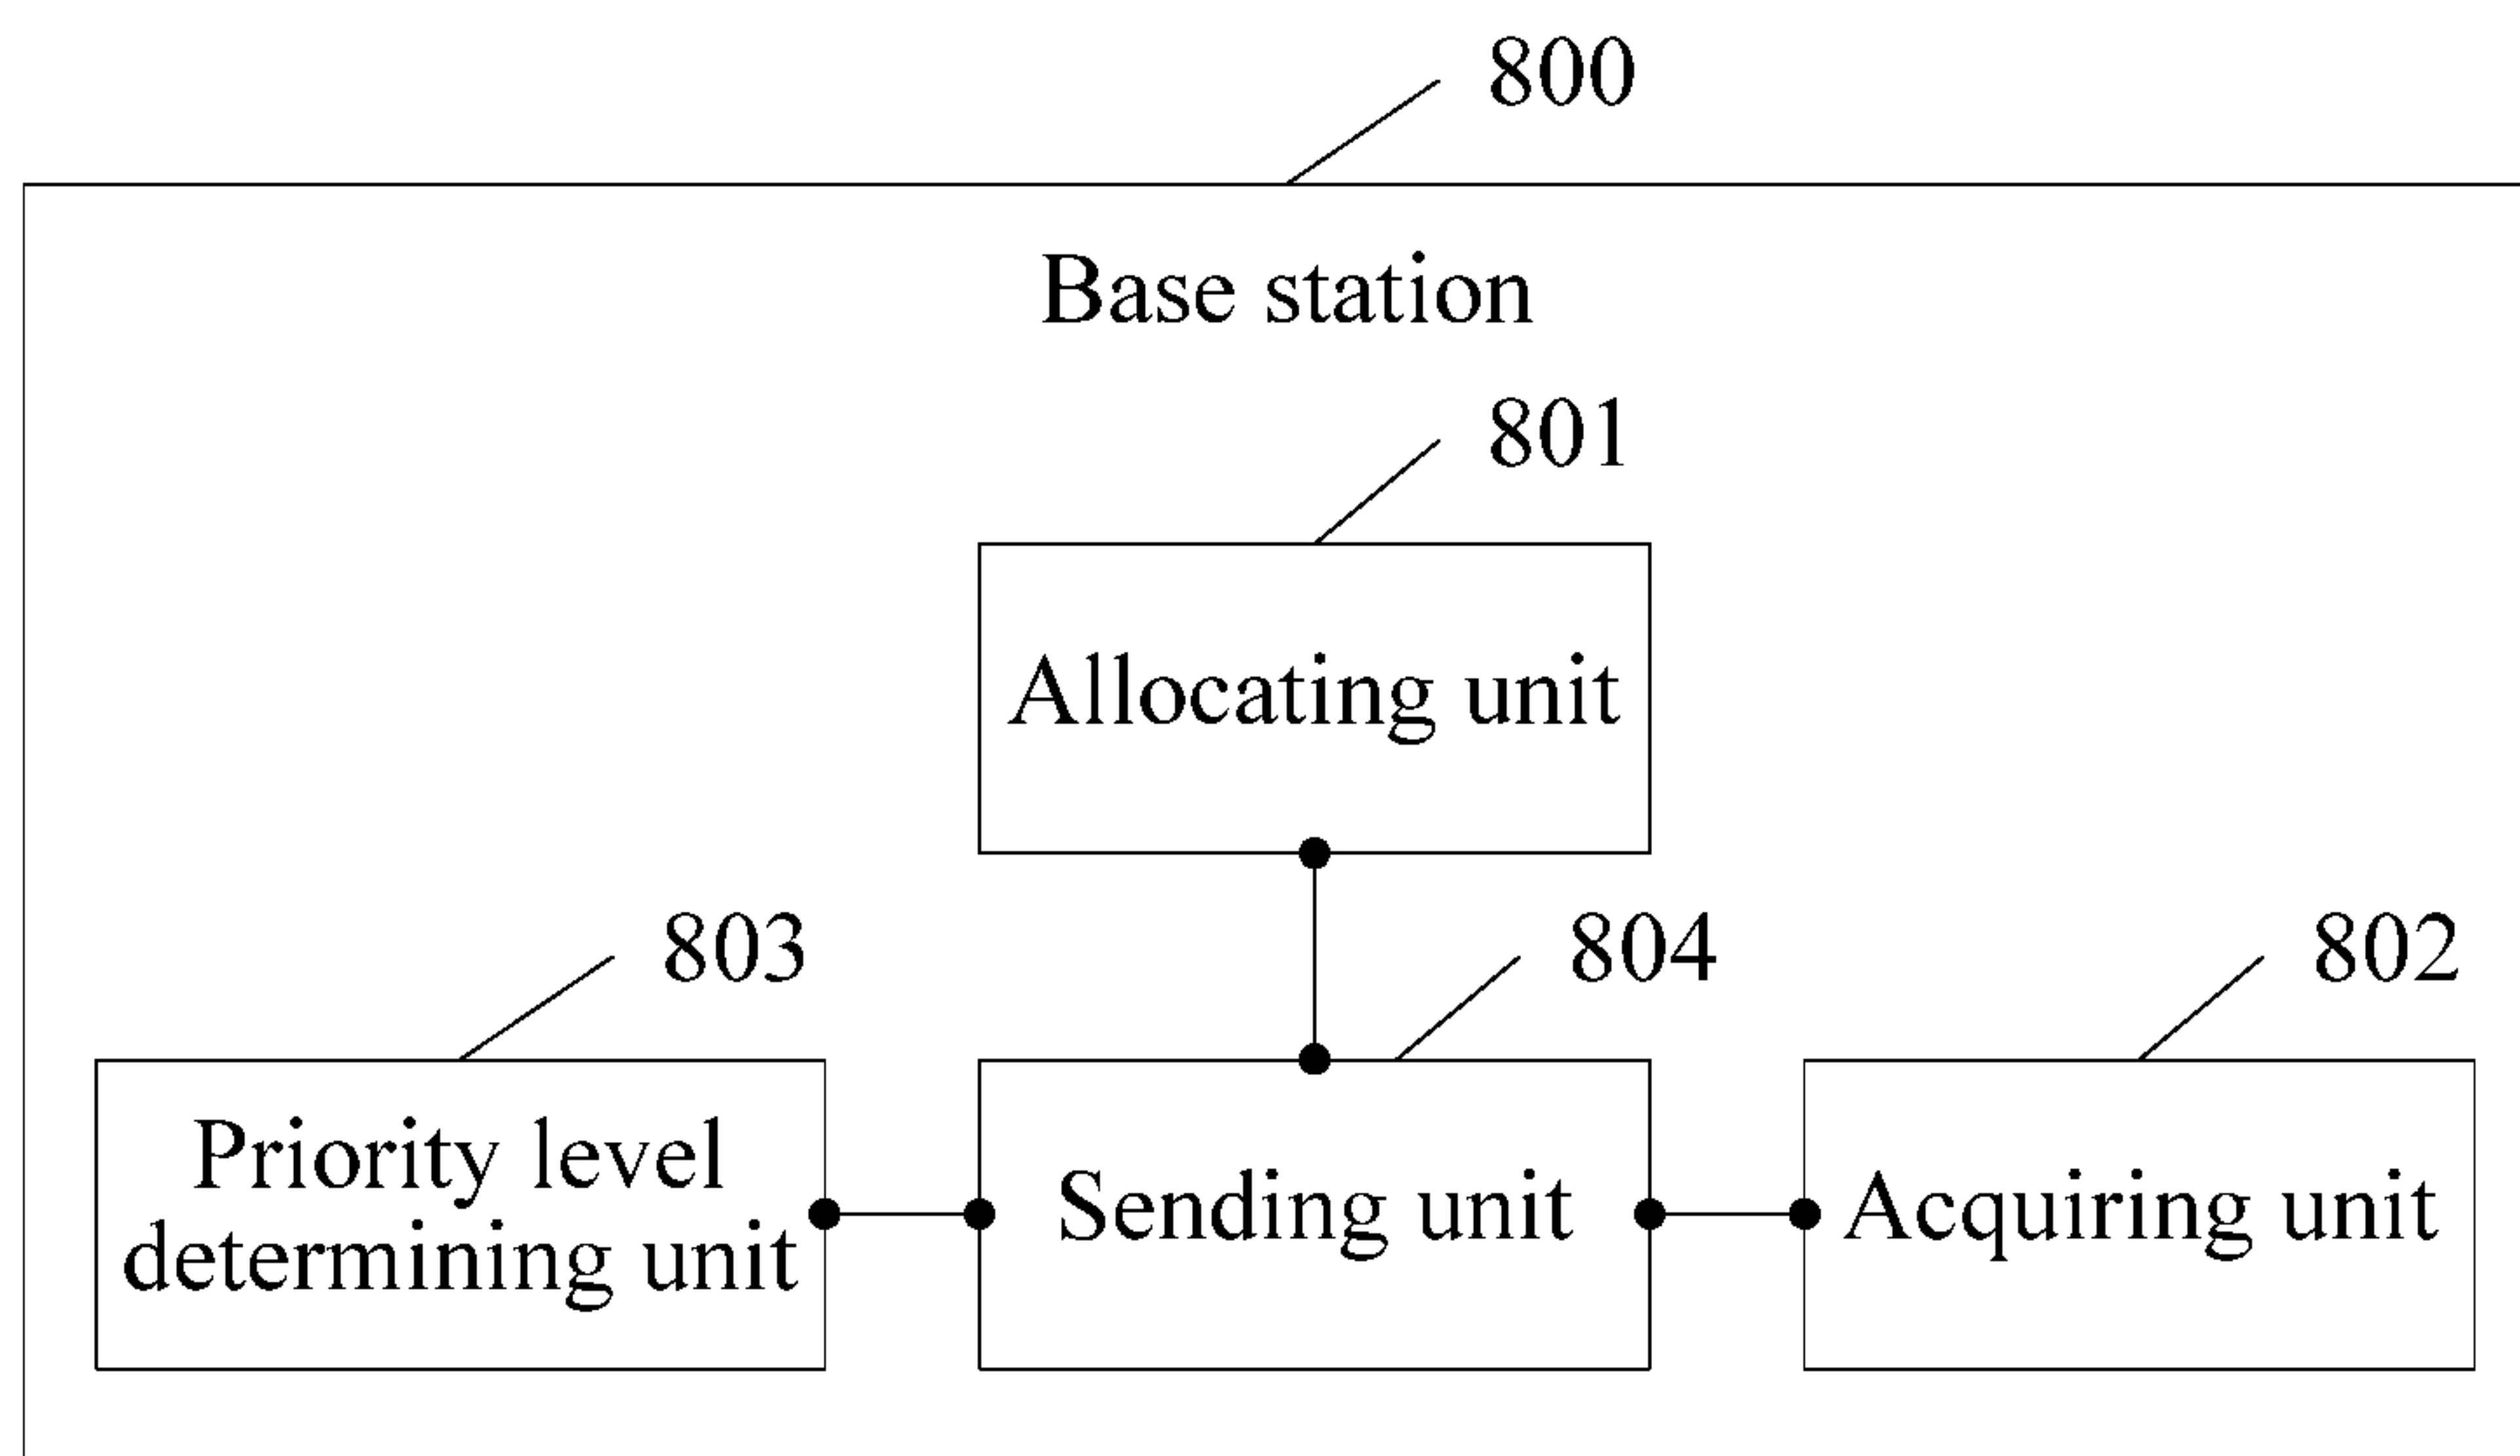 800
Base station
801
Allocating unit
803
804
802
Priority level
determining unit
Sending unit
Acquiring unit